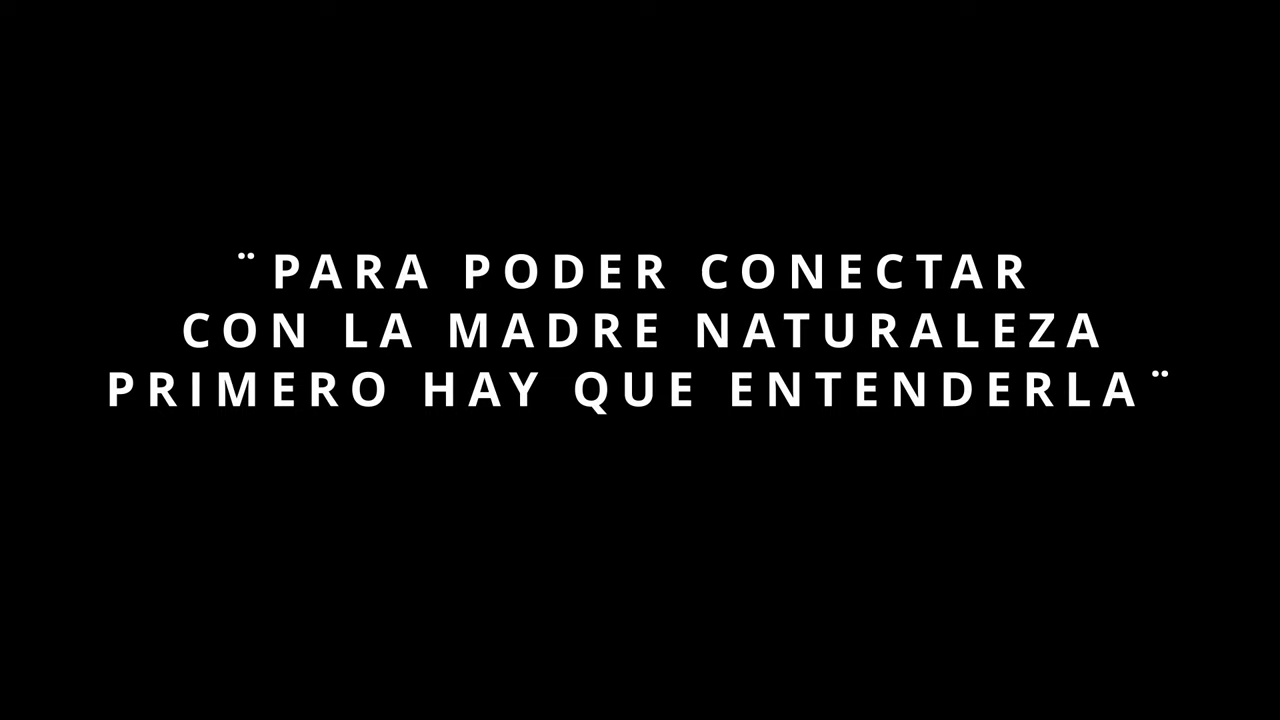 ¨PARA PODER CONECTAR
CON LA MADRE NATURALEZA
PRIMERO HAY QUE ENTENDERLA¨